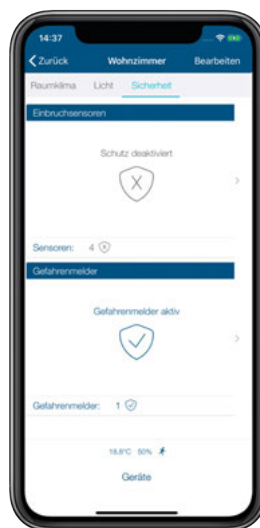 14:37
Zurück Wohnzimmer Bearbeiten
Raumklima Licht Sicherheit
Einbruchsensoren
Schutz deaktiviert
Sensoren: 4
Gefahrenmelder
Gefahrenmelder aktiv
Gefahrenmelder: 1
18.8°C 50%
Geräte